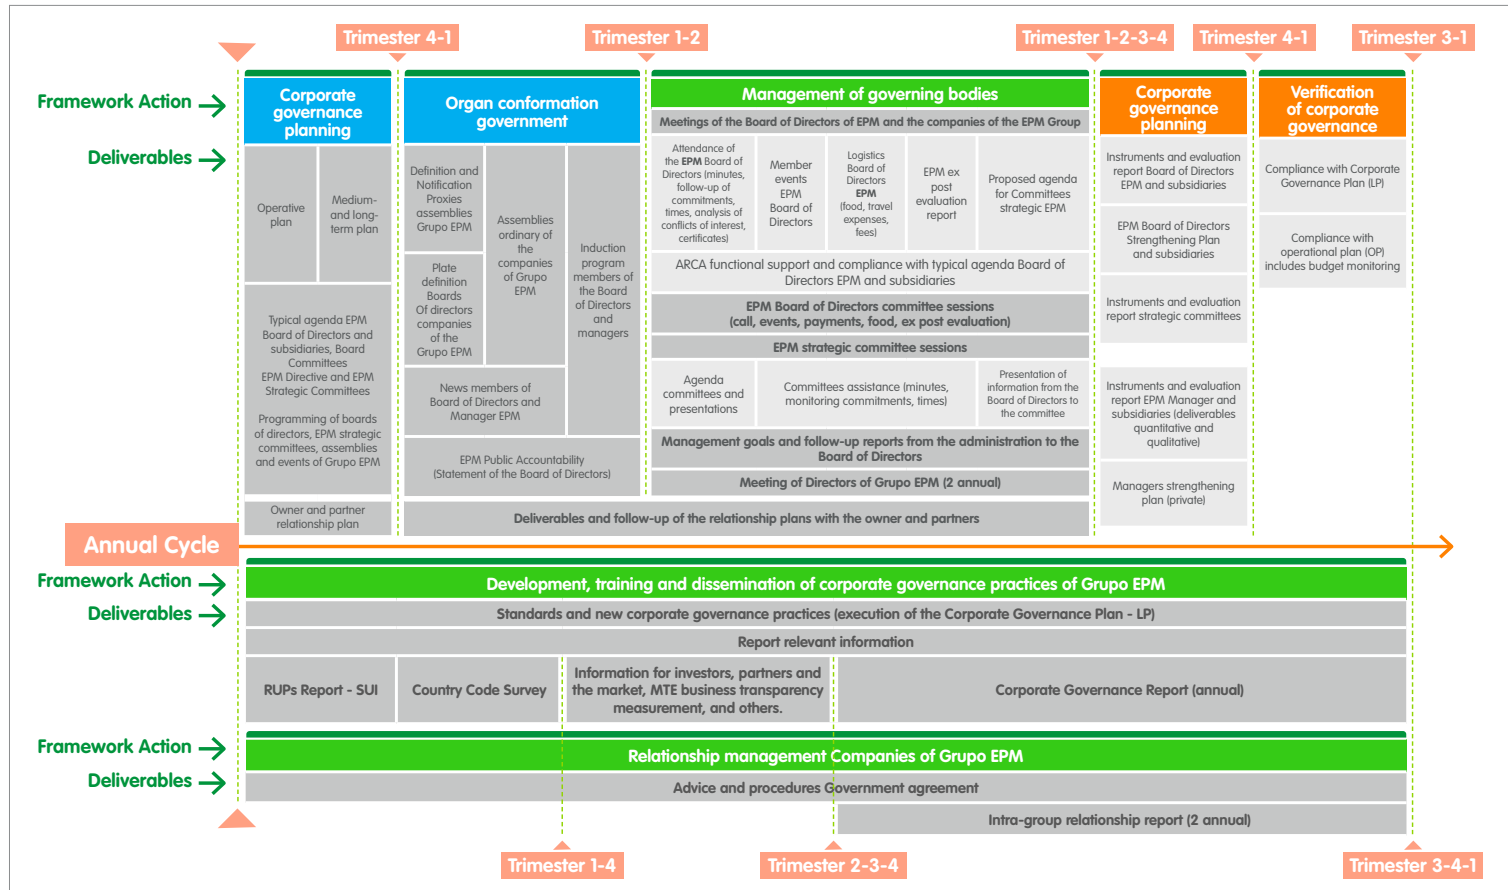 Trimester 4-1
Trimester 1-2
Trimester 1-2-3-4
Trimester 4-1
Trimester 3-1
Framework Action
Corporate
governance
planning
Organ conformation
government
Management of governing bodies
Corporate
governance
planning
Verification
of corporate
governance
Deliverables
Operative
plan
Medium-
and long-
term plan
Typical agenda EPM
Board of Directors and
subsidiaries, Board
Committees
EPM Directive and EPM
Strategic Committees
Programming of boards
of directors, EPM strategic
committees, assemblies
and events of Grupo EPM
Owner and partner
relationship plan
Definition and
Notification
Proxies
assemblies
Grupo EPM
Plate
definition
Boards
Of directors
companies
of the
Grupo EPM
Assemblies
ordinary of
the
companies
of Grupo
EPM
Induction
program
members of
the Board
of Directors
and
managers
News members of
Board of Directors and
Manager EPM
EPM Public Accountability
(Statement of the Board of Directors)
Meetings of the Board of Directors of EPM and the companies of the EPM Group
Attendance of
the EPM Board of
Directors (minutes,
follow-up of
commitments,
times, analysis of
conflicts of interest,
certificates)
Member
events
EPM
Board of
Directors
Logistics
Board of
Directors
EPM
(food, travel
expenses,
fees)
EPM ex
post
evaluation
report
Proposed agenda
for Committees
strategic EPM
ARCA functional support and compliance with typical agenda Board of
Directors EPM and subsidiaries
EPM Board of Directors committee sessions
(call, events, payments, food, ex post evaluation)
EPM strategic committee sessions
Agenda
committees and
presentations
Committees assistance (minutes,
monitoring commitments, times)
Presentation of
information from the
Board of Directors to
the committee
Management goals and follow-up reports from the administration to the
Board of Directors
Meeting of Directors of Grupo EPM (2 annual)
Deliverables and follow-up of the relationship plans with the owner and partners
Instruments and evaluation
report Board of Directors
EPM and subsidiaries
EPM Board of Directors
Strengthening Plan
and subsidiaries
Instruments and evaluation
report strategic committees
Instruments and evaluation
report EPM Manager and
subsidiaries (deliverables
quantitative and
qualitative)
Managers strengthening
plan (private)
Compliance with Corporate
Governance Plan (LP)
Compliance with
operational plan (OP)
includes budget monitoring
Annual Cycle
Framework Action
Development, training and dissemination of corporate governance practices of Grupo EPM
Deliverables
Standards and new corporate governance practices (execution of the Corporate Governance Plan - LP)
Report relevant information
RUPs Report - SUI
Country Code Survey
Information for investors, partners and
the market, MTE business transparency
measurement, and others.
Corporate Governance Report (annual)
Framework Action
Relationship management Companies of Grupo EPM
Deliverables
Advice and procedures Government agreement
Intra-group relationship report (2 annual)
Trimester 1-4
Trimester 2-3-4
Trimester 3-4-1